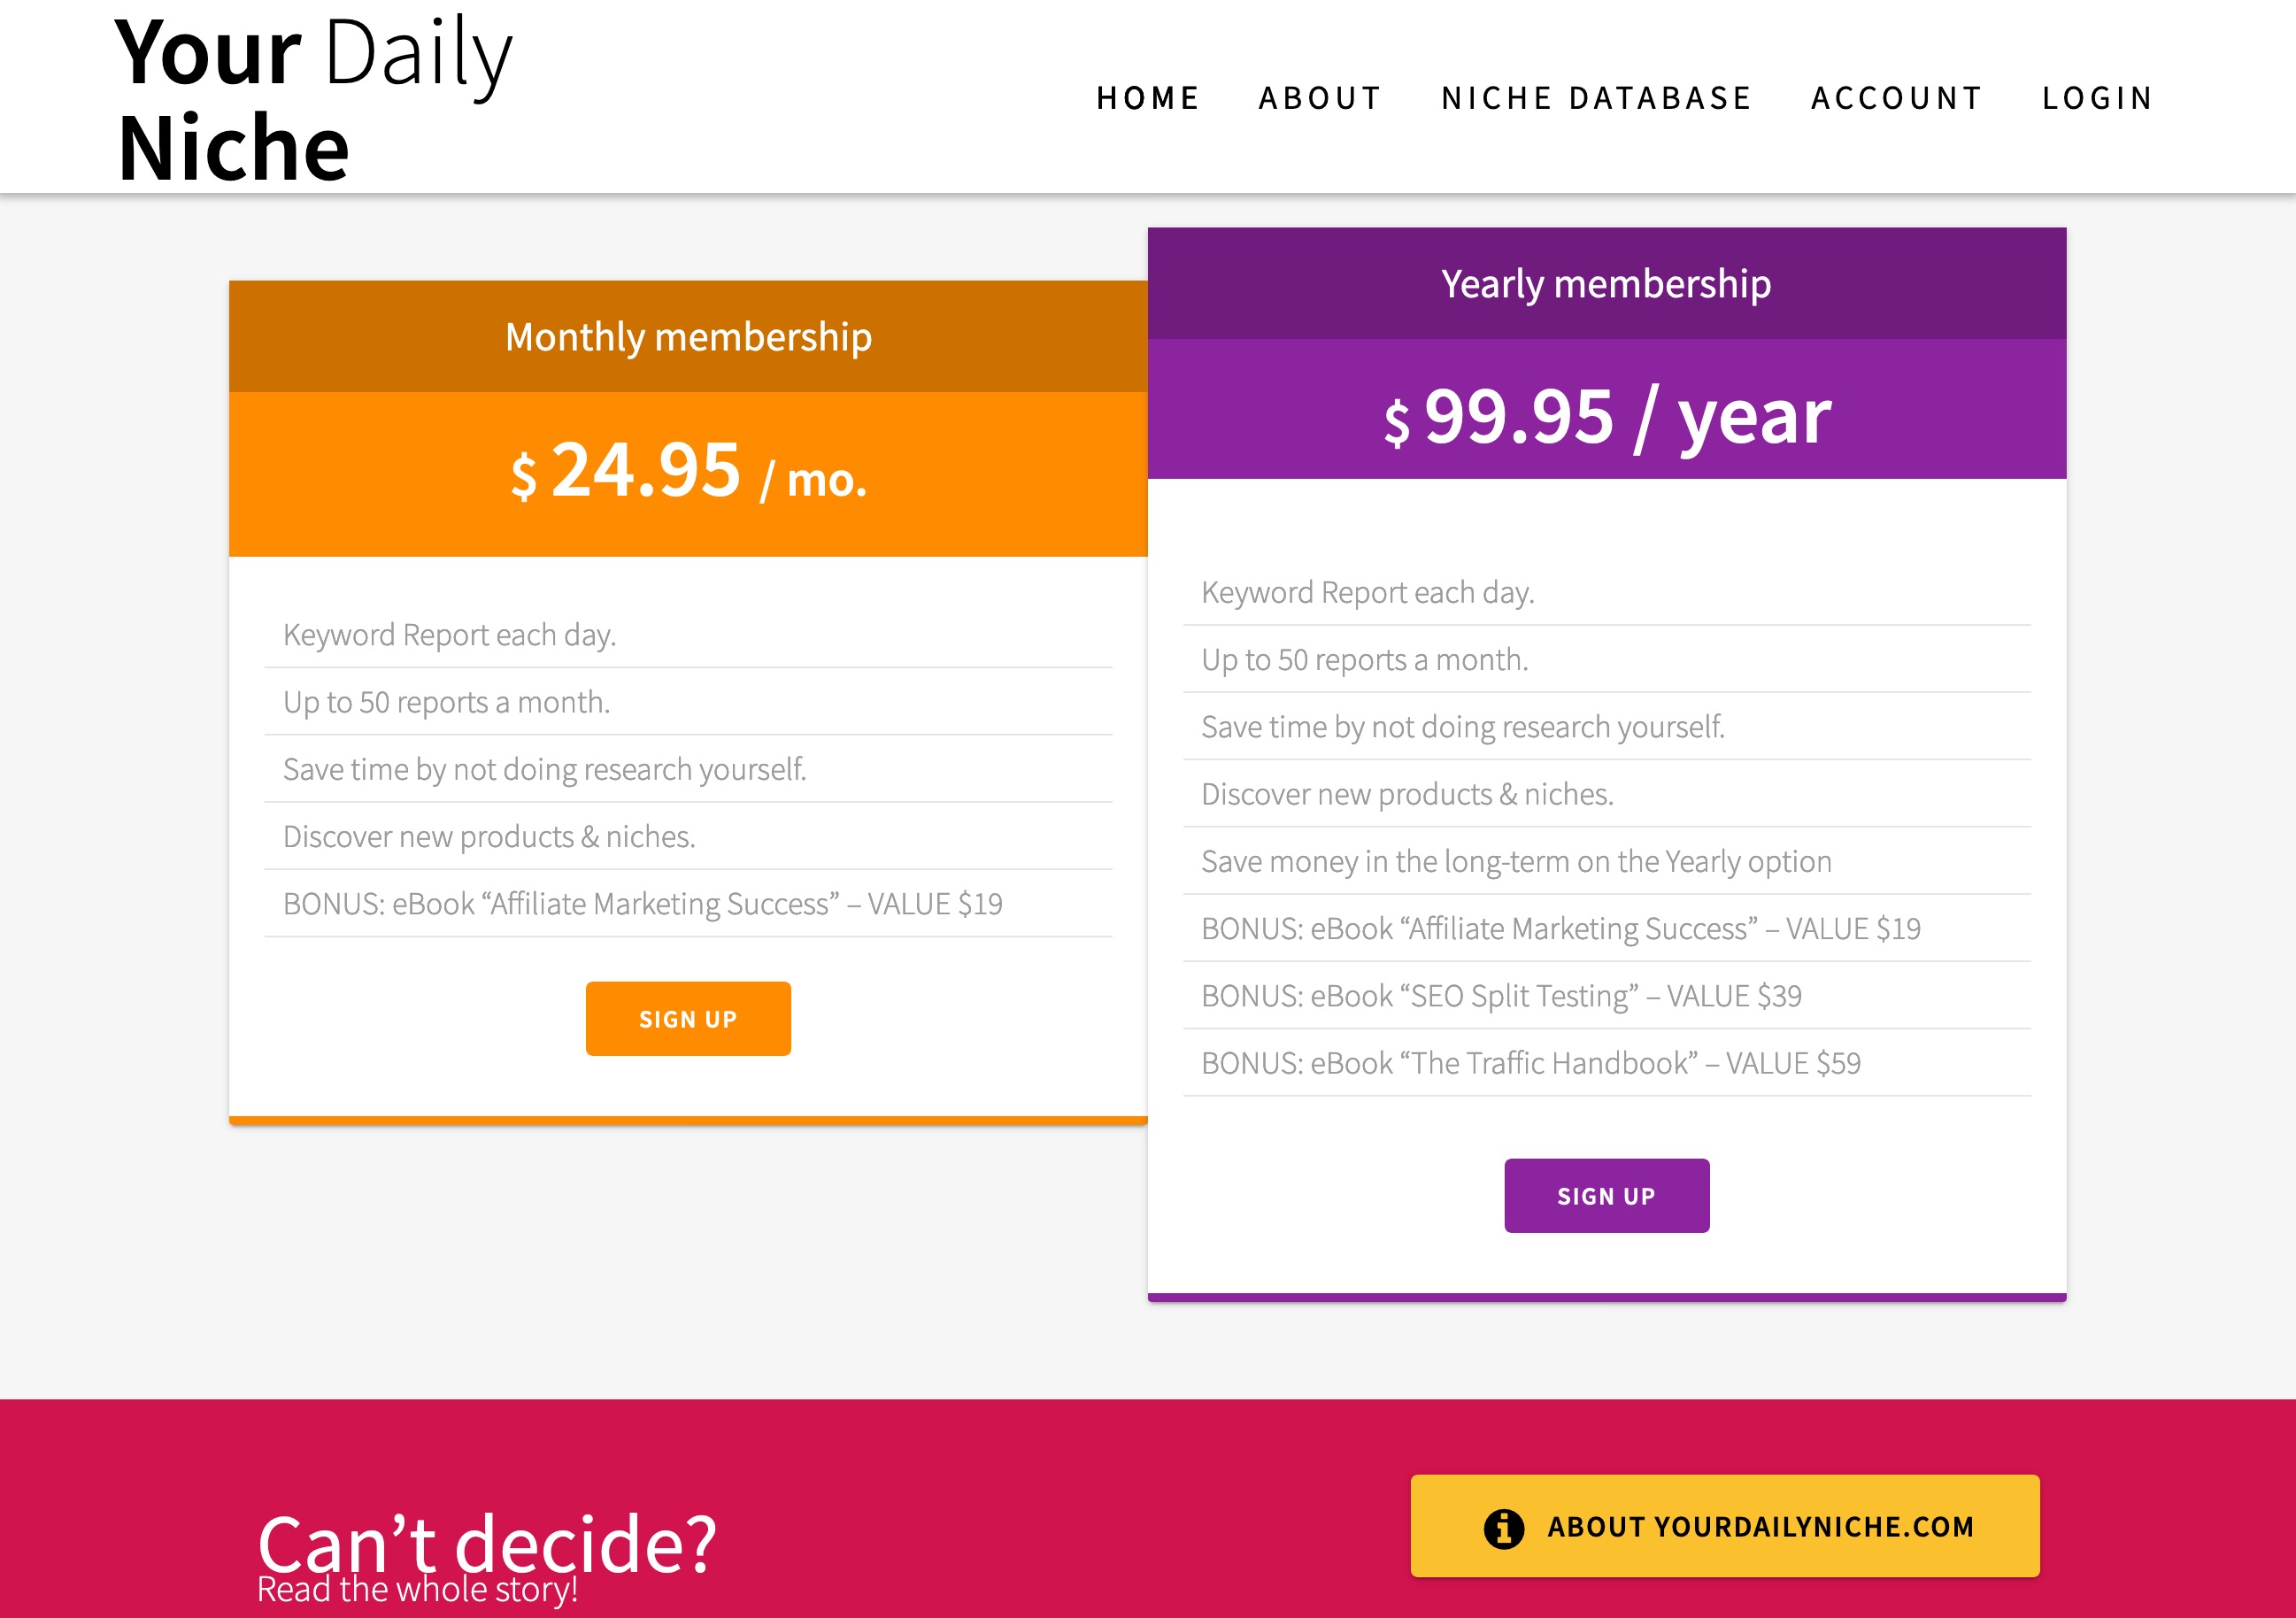 Your Daily
Niche
HOME ABOUT NICHE DATABASE ACCOUNT LOGIN
Monthly membership
$ 24.95 / mo.
Keyword Report each day.
Up to 50 reports a month.
Save time by not doing research yourself.
Discover new products & niches.
BONUS: eBook “Affiliate Marketing Success” – VALUE $19
SIGN UP
Yearly membership
$ 99.95 / year
Keyword Report each day.
Up to 50 reports a month.
Save time by not doing research yourself.
Discover new products & niches.
Save money in the long-term on the Yearly option
BONUS: eBook “Affiliate Marketing Success” – VALUE $19
BONUS: eBook “SEO Split Testing” – VALUE $39
BONUS: eBook “The Traffic Handbook” – VALUE $59
SIGN UP
Can’t decide?
Read the whole story!
ABOUT YOURDAILYNICHE.COM